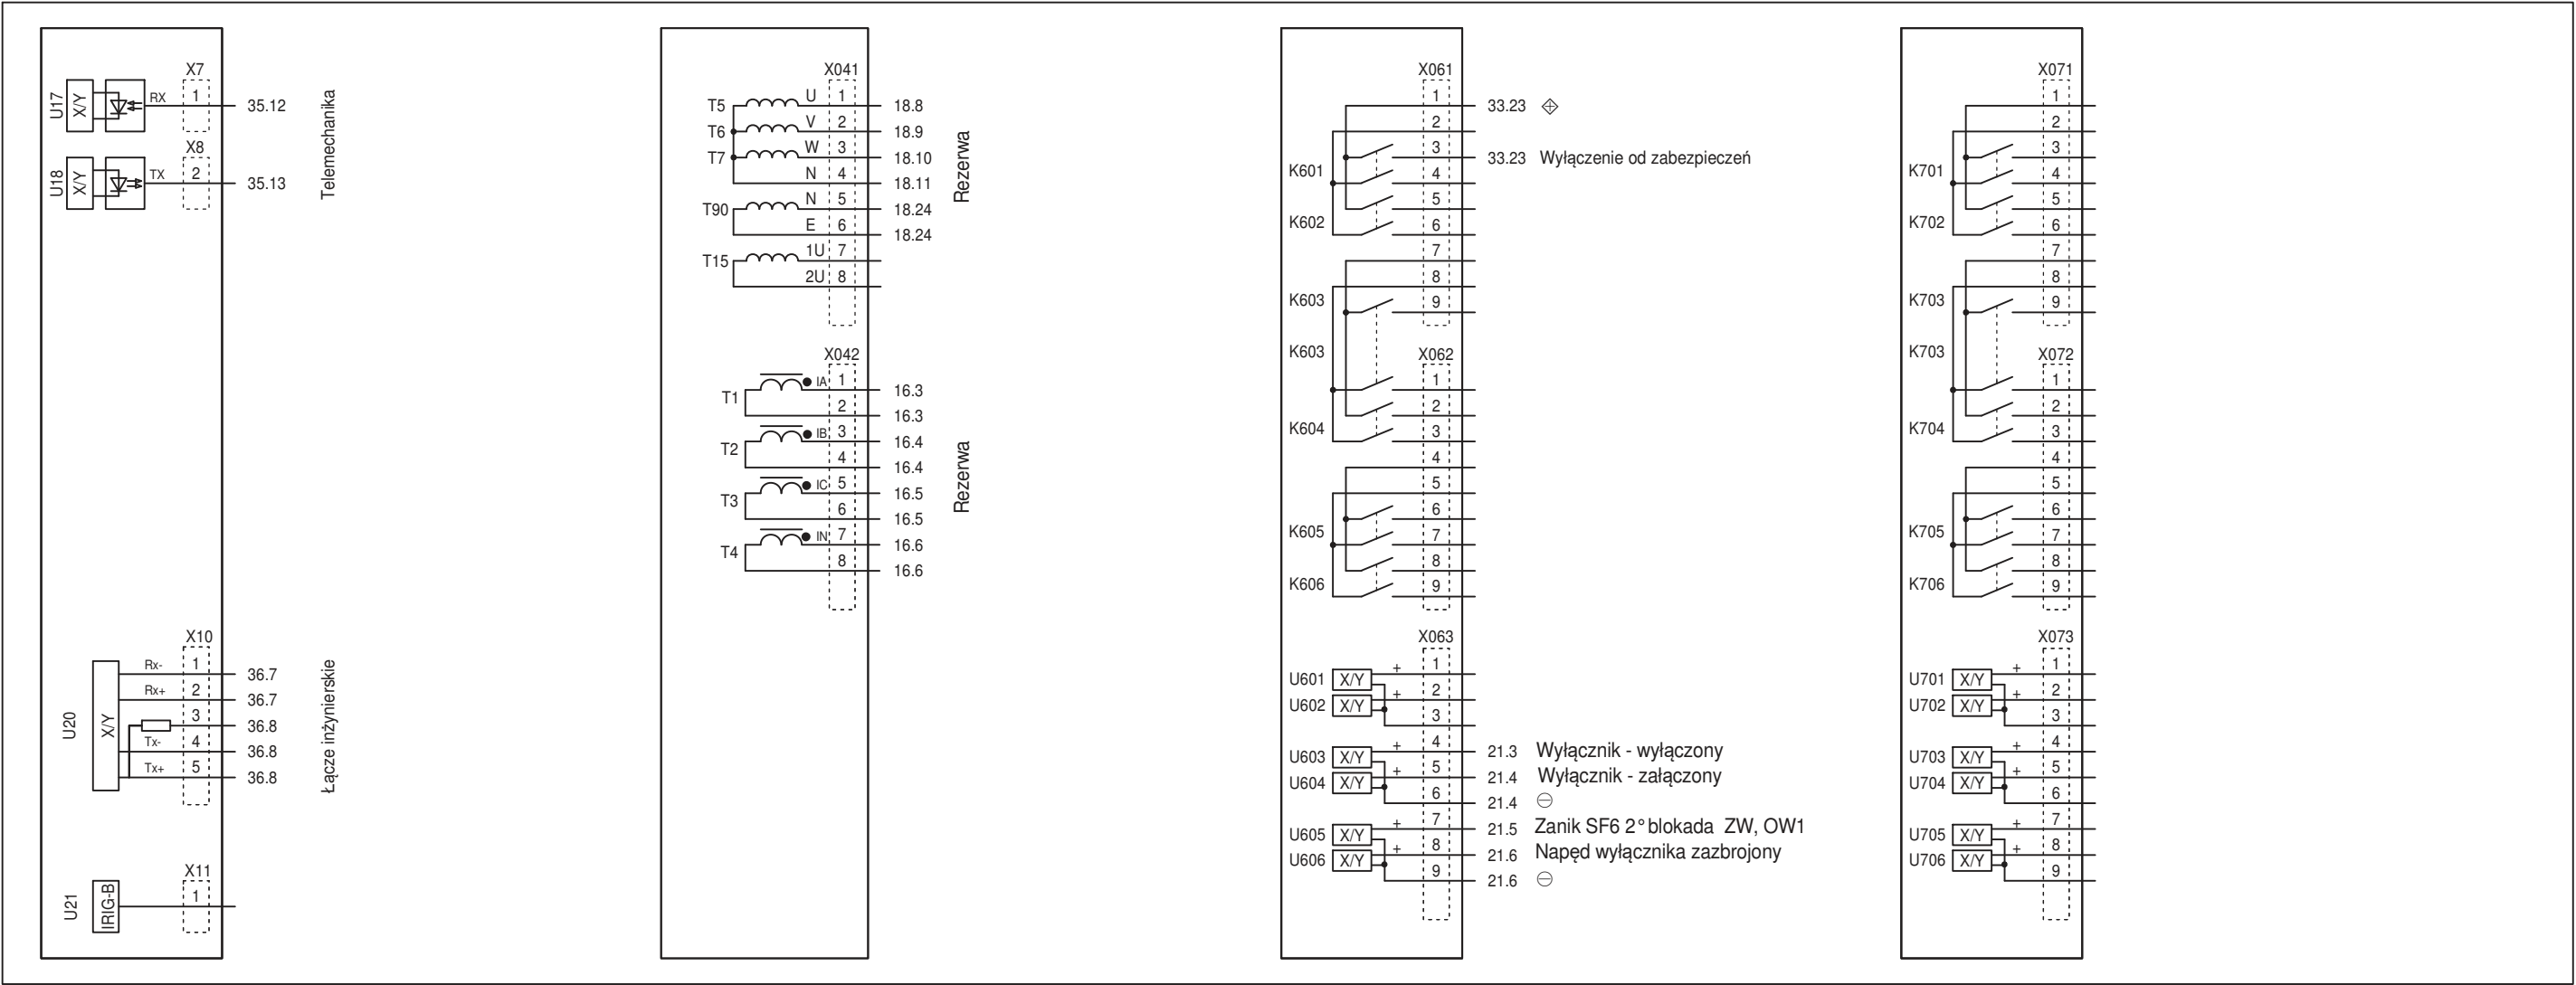 X7
U17 X/Y RX 1 35.12
X8
U18 X/Y TX 2 35.13
Telemechanika
X10
Rx- 1 36.7
Rx+ 2 36.7
3 36.8
Tx- 4 36.8
Tx+ 5 36.8
U20 X/Y
Łącze inżynierskie
X11
U21 IRIG-B 1
X041
T5 U 1 18.8
T6 V 2 18.9
T7 W 3 18.10
N 4 18.11
T90 N 5 18.24
E 6 18.24
T15 1U 7
2U 8
Rezerwa
X042
T1 IA 1 16.3
2 16.3
T2 IB 3 16.4
4 16.4
T3 IC 5 16.5
6 16.5
T4 IN 7 16.6
8 16.6
Rezerwa
X061
1 33.23
2
3 33.23 Wyłączenie od zabezpieczeń
K601 4
5
K602 6
7
8
K603 9
K603 X062
1
2
K604 3
4
5
6
K605 7
8
K606 9
X063
U601 X/Y + 1
U602 X/Y + 2
3
U603 X/Y + 4 21.3 Wyłącznik - wyłączony
U604 X/Y + 5 21.4 Wyłącznik - załączony
6 21.4
U605 X/Y + 7 21.5 Zanik SF6 2° blokada ZW, OW1
U606 X/Y + 8 21.6 Napęd wyłącznika zazbrojony
9 21.6
X071
1
2
3
K701 4
5
K702 6
7
8
K703 9
K703 X072
1
2
K704 3
4
5
6
K705 7
8
K706 9
X073
U701 X/Y + 1
U702 X/Y + 2
3
U703 X/Y + 4
U704 X/Y + 5
6
U705 X/Y + 7
U706 X/Y + 8
9